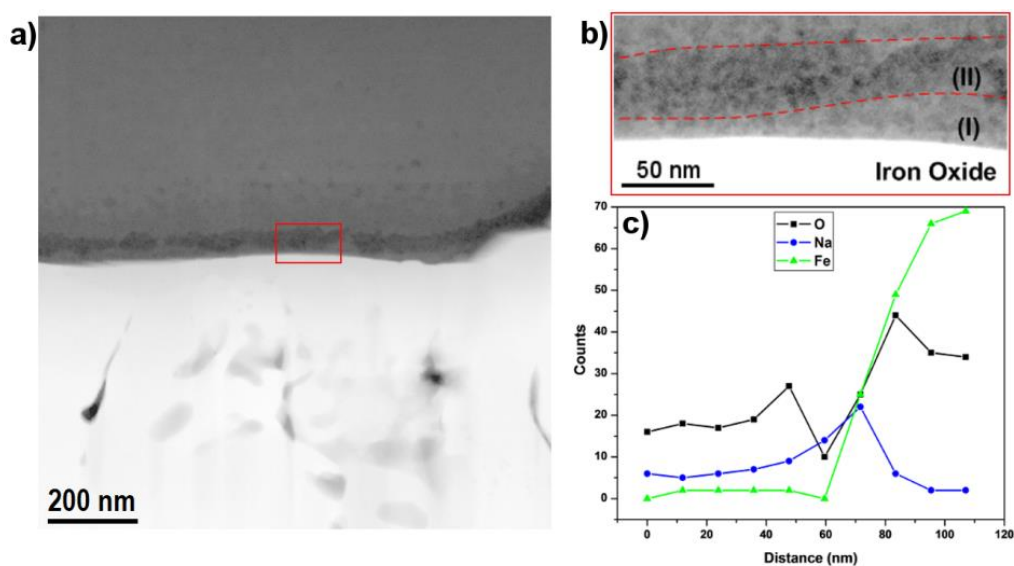 a)
200 nm
b)
(II)
(I)
50 nm
Iron Oxide
c)
O
Na
Fe
70
60
50
40
30
20
10
0
Counts
0 20 40 60 80 100 120
Distance (nm)